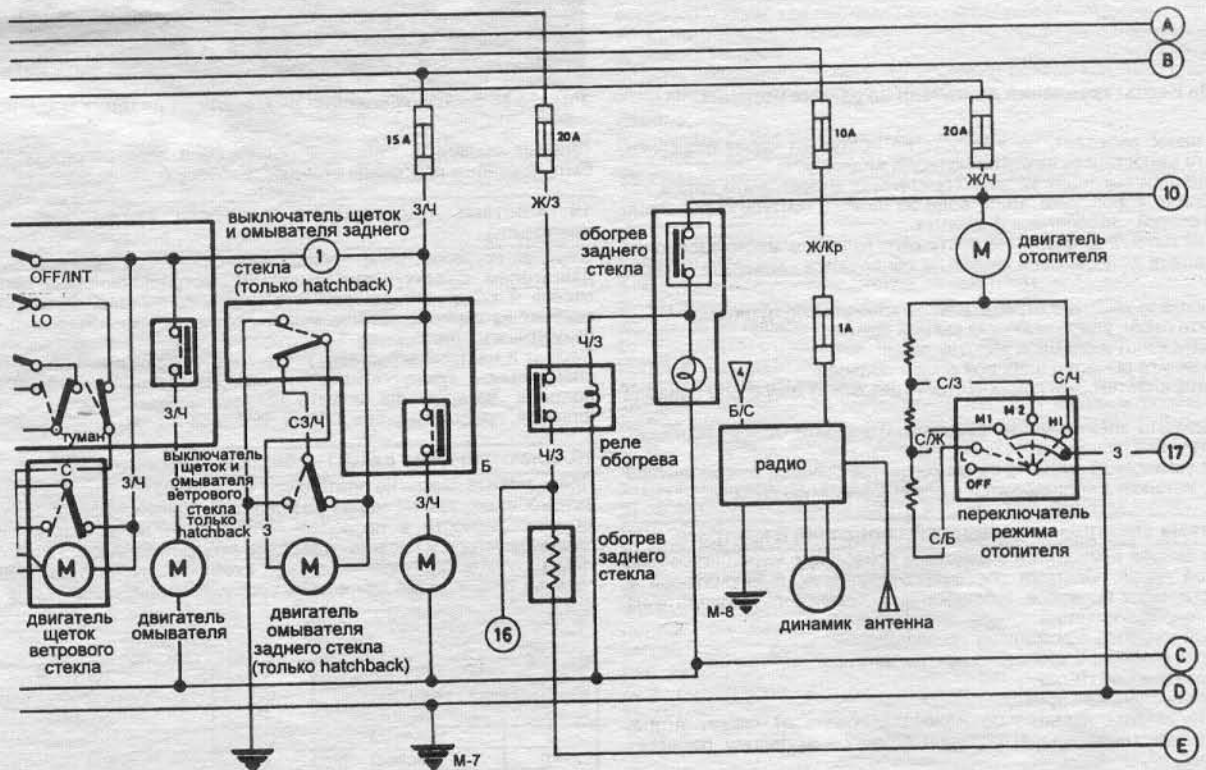 A
B
15A
20A
10A
20A
З/Ч
Ж/З
Ж/Кр
Ж/Ч
10
выключатель щеток
и омывателя заднего
1
стекла
(только hatchback)
обогрев
заднего
стекла
M
двигатель
отопителя
OFF/INT
LO
1A
Ч/З
4
Б/С
С/З
С/Ч
M1
M2
HI
С/Ж
L
OFF
З
17
З/Ч
СЗ/Ч
туман
реле
обогрева
радио
С
З/Ч
выключатель
щеток и
омывателя
ветрового
стекла
только
hatchback
Б
Ч/З
З
З/Ч
переключатель
режима
отопителя
С/Б
обогрев
заднего
стекла
M
M
M
M
двигатель
щеток
ветрового
стекла
двигатель
омывателя
двигатель
омывателя
заднего стекла
(только hatchback)
16
M-8
динамик
антенна
C
D
M-7
E